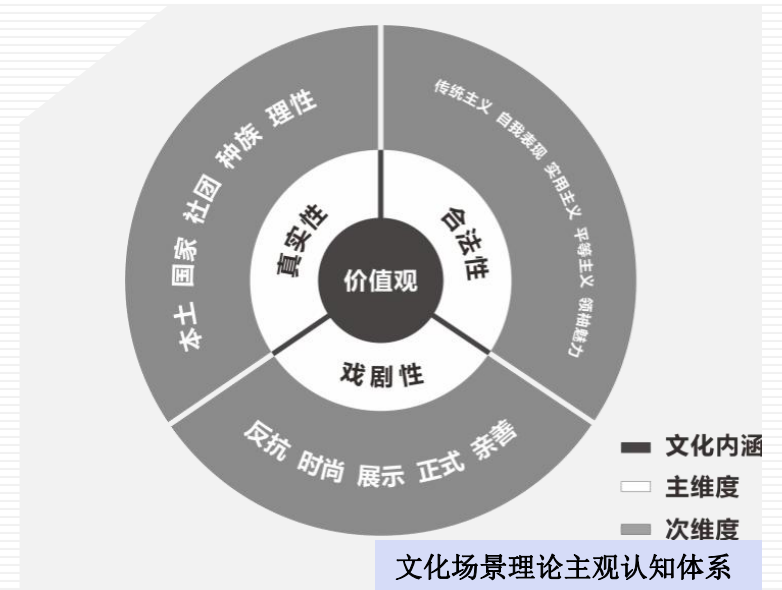 本土 国家 社团 种族 理性
传统主义 自我表现 实用主义 平等主义 领袖魅力
真实性
合法性
价值观
戏剧性
反抗 时尚 展示 正式 亲善
文化内涵
主维度
次维度
文化场景理论主观认知体系